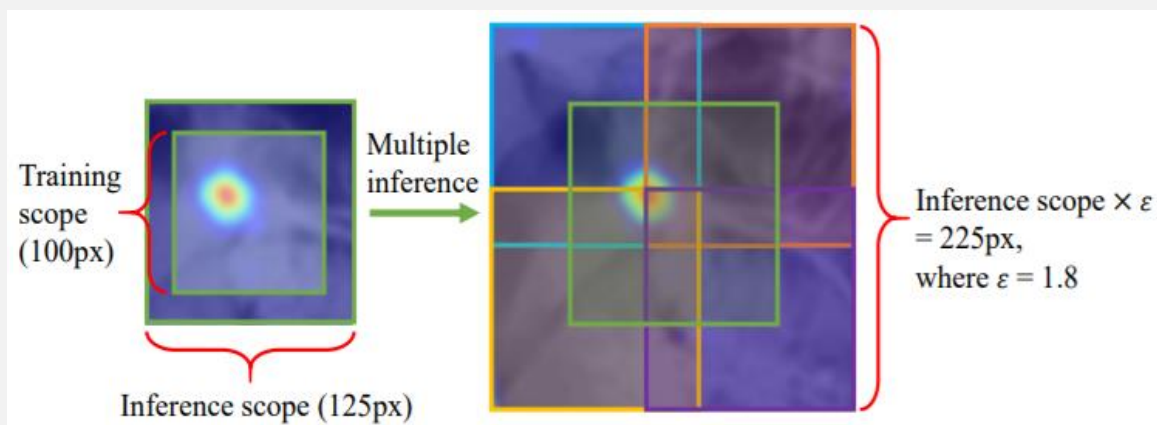 Training
scope
(100px)
Multiple
inference
Inference scope (125px)
Inference scope × ε
= 225px,
where ε = 1.8